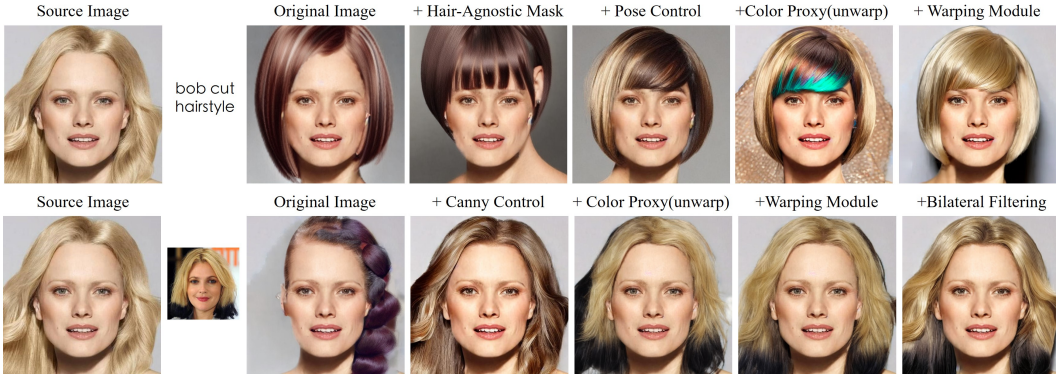 Source Image
Original Image
+ Hair-Agnostic Mask
+ Pose Control
+Color Proxy(unwarp)
+ Warping Module
bob cut
hairstyle
Source Image
Original Image
+ Canny Control
+ Color Proxy(unwarp)
+Warping Module
+Bilateral Filtering